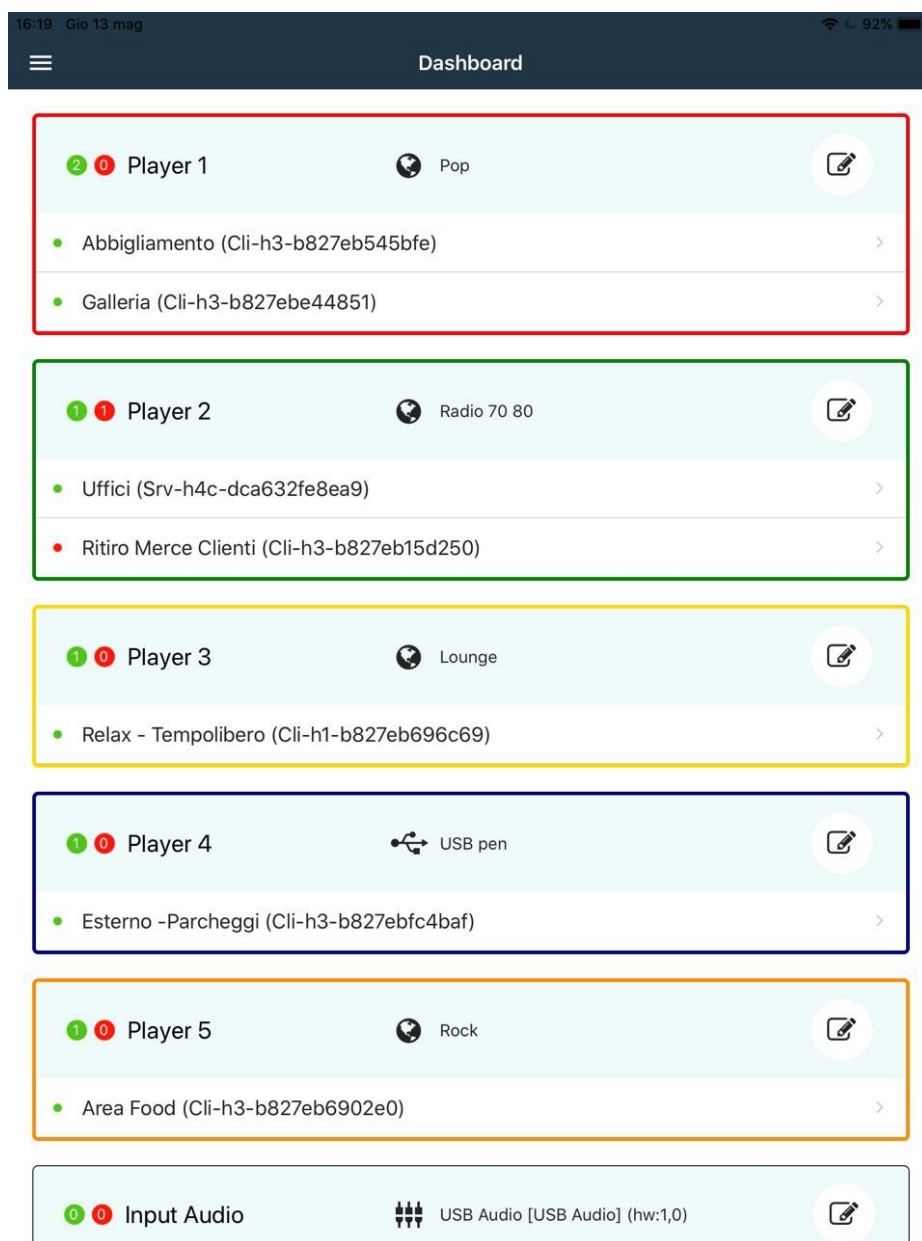 16:19 Gio 13 mag 92%
Dashboard
2 0 Player 1 Pop
Abbigliamento (Cli-h3-b827eb545bfe)
Galleria (Cli-h3-b827ebe44851)
1 1 Player 2 Radio 70 80
Uffici (Srv-h4c-dca632fe8ea9)
Ritiro Merce Clienti (Cli-h3-b827eb15d250)
1 0 Player 3 Lounge
Relax - Tempolibero (Cli-h1-b827eb696c69)
1 0 Player 4 USB pen
Esterno -Parcheggi (Cli-h3-b827ebfc4baf)
1 0 Player 5 Rock
Area Food (Cli-h3-b827eb6902e0)
0 0 Input Audio USB Audio [USB Audio] (hw:1,0)